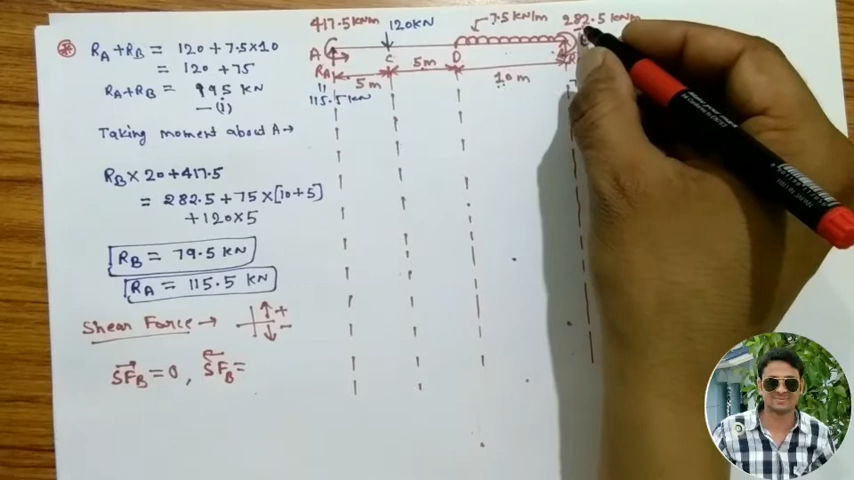 417.5 KNm 120KN 7.5 KN/m 282.5 KNm
A C D
RA 5 m 5m 10 m
115.5 KN
RA+RB = 120+7.5×10
= 120+75
RA+RB = 195 KN
—(i)
Taking moment about A→
RB×20+417.5
= 282.5+75×[10+5]
+120×5
RB = 79.5 KN
RA = 115.5 KN
Shear Force → + −
SFB = 0, SFB=